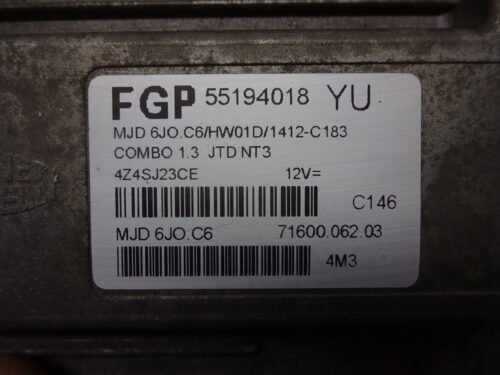 FGP 55194018 YU
MJD 6JO.C6/HW01D/1412-C183
COMBO 1.3 JTD NT3
4Z4SJ23CE 12V=
C146
MJD 6JO.C6 71600.062.03
4M3